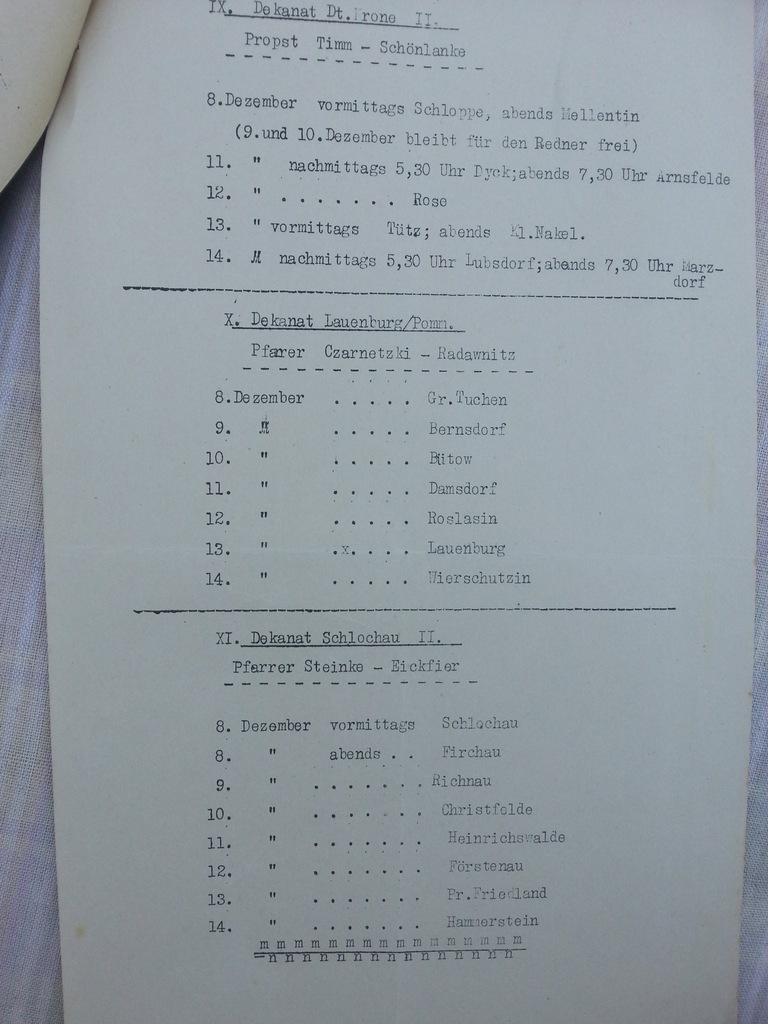 IX. Dekanat Dt.Krone II.
Propst Timm - Schönlanke
- - - - - - - - - - - - - -
8.Dezember vormittags Schloppe, abends Mellentin
(9.und 10.Dezember bleibt für den Redner frei)
11. " nachmittags 5,30 Uhr Dyck;abends 7,30 Uhr Arnsfelde
12. " . . . . . . . Rose
13. " vormittags Tütz; abends Kl.Nakel.
14. " nachmittags 5,30 Uhr Lubsdorf;abends 7,30 Uhr Marz-
dorf
X. Dekanat Lauenburg/Pomm.
Pfarrer Czarnetzki - Radawnitz
- - - - - - - - - - - - - - - - -
8.Dezember . . . . . Gr.Tuchen
9. " . . . . . Bernsdorf
10. " . . . . . Bütow
11. " . . . . . Damsdorf
12. " . . . . . Roslasin
13. " .x. . . . Lauenburg
14. " . . . . . Wierschutzin
XI. Dekanat Schlochau II.
Pfarrer Steinke - Eickfier
- - - - - - - - - - - - - - -
8. Dezember vormittags Schlochau
8. " abends . . Firchau
9. " . . . . . . . Richnau
10. " . . . . . . . Christfelde
11. " . . . . . . . Heinrichswalde
12. " . . . . . . . Förstenau
13. " . . . . . . . Pr.Friedland
14. " . . . . . . . Hammerstein
m m m m m m m m m m m m m m m m
=n n n n n n n n n n n n n n n